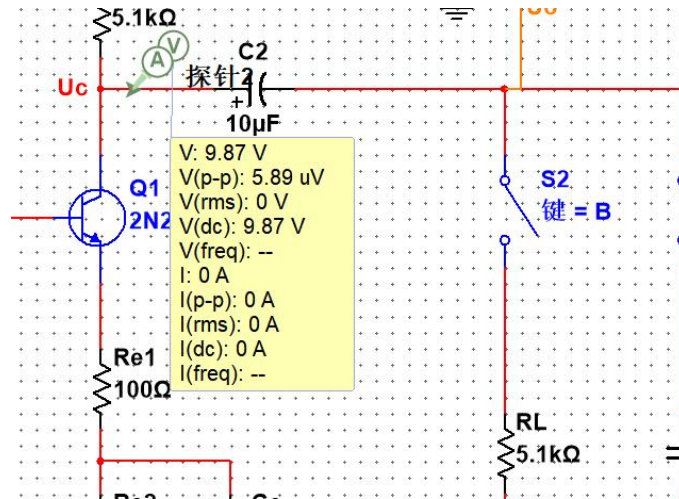 5.1kΩ
A
V
C2
Uc
探针2
+
10μF
V: 9.87 V
V(p-p): 5.89 uV
V(rms): 0 V
V(dc): 9.87 V
V(freq): --
I: 0 A
I(p-p): 0 A
I(rms): 0 A
I(dc): 0 A
I(freq): --
Q1
2N2
S2
键 = B
Re1
100Ω
RL
5.1kΩ